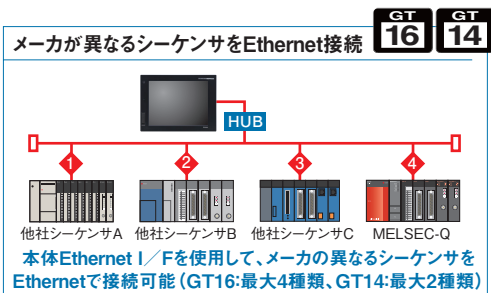 GT 16 GT 14
メーカが異なるシーケンサをEthernet接続
HUB
1 2 3 4
他社シーケンサA 他社シーケンサB 他社シーケンサC MELSEC-Q
本体Ethernet I／Fを使用して、メーカの異なるシーケンサを
Ethernetで接続可能（GT16:最大4種類、GT14:最大2種類）